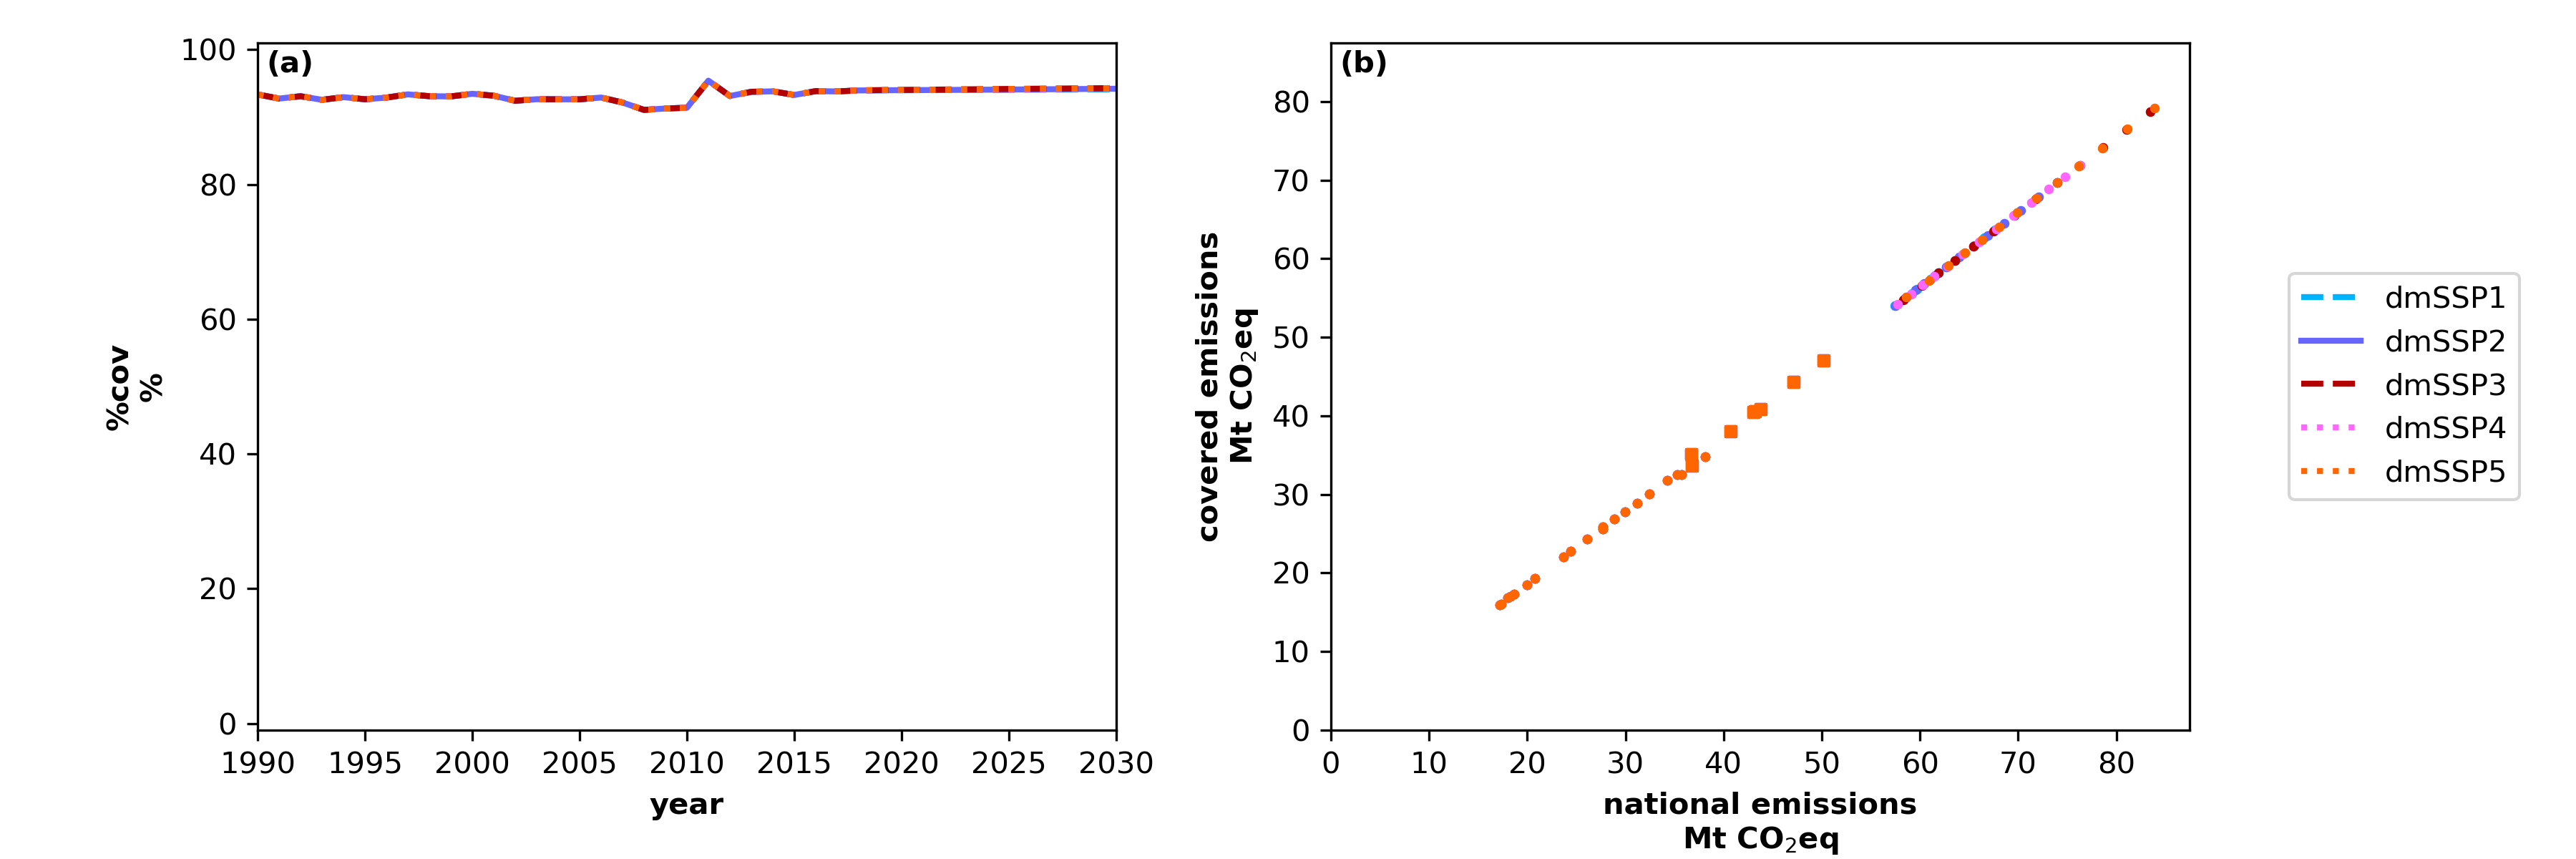 (a)
100
80
60
40
20
0
%cov
%
1990 1995 2000 2005 2010 2015 2020 2025 2030
year
(b)
80
70
60
50
40
30
20
10
0
covered emissions
Mt CO₂eq
0 10 20 30 40 50 60 70 80
national emissions
Mt CO₂eq
dmSSP1
dmSSP2
dmSSP3
dmSSP4
dmSSP5